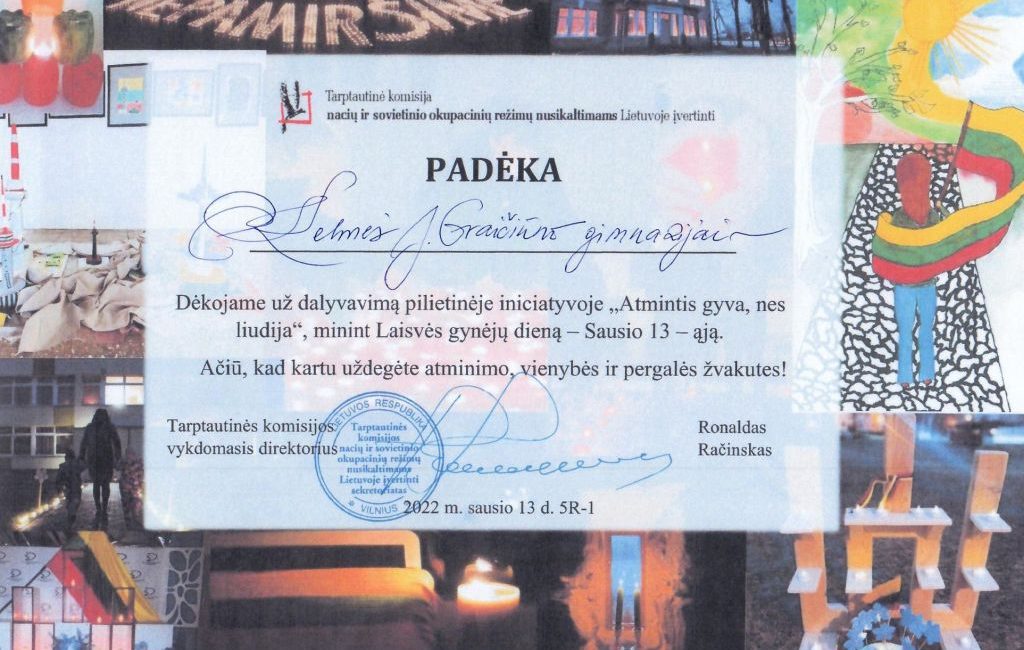 NEPAMIRŠINK
Tarptautinė komisija
nacių ir sovietinio okupacinių režimų nusikaltimams Lietuvoje įvertinti
PADĖKA
Kelmės J. Graičiūno gimnazijai
Dėkojame už dalyvavimą pilietinėje iniciatyvoje „Atmintis gyva, nes
liudija“, minint Laisvės gynėjų dieną – Sausio 13 – ąją.
Ačiū, kad kartu uždegėte atminimo, vienybės ir pergalės žvakutes!
Tarptautinės komisijos
vykdomasis direktorius
LIETUVOS RESPUBLIKA
Tarptautinės
komisijos
nacių ir sovietinio
okupacinių režimų
nusikaltimams
Lietuvoje įvertinti
sekretoriatas
VILNIUS
Ronaldas
Račinskas
2022 m. sausio 13 d. 5R-1